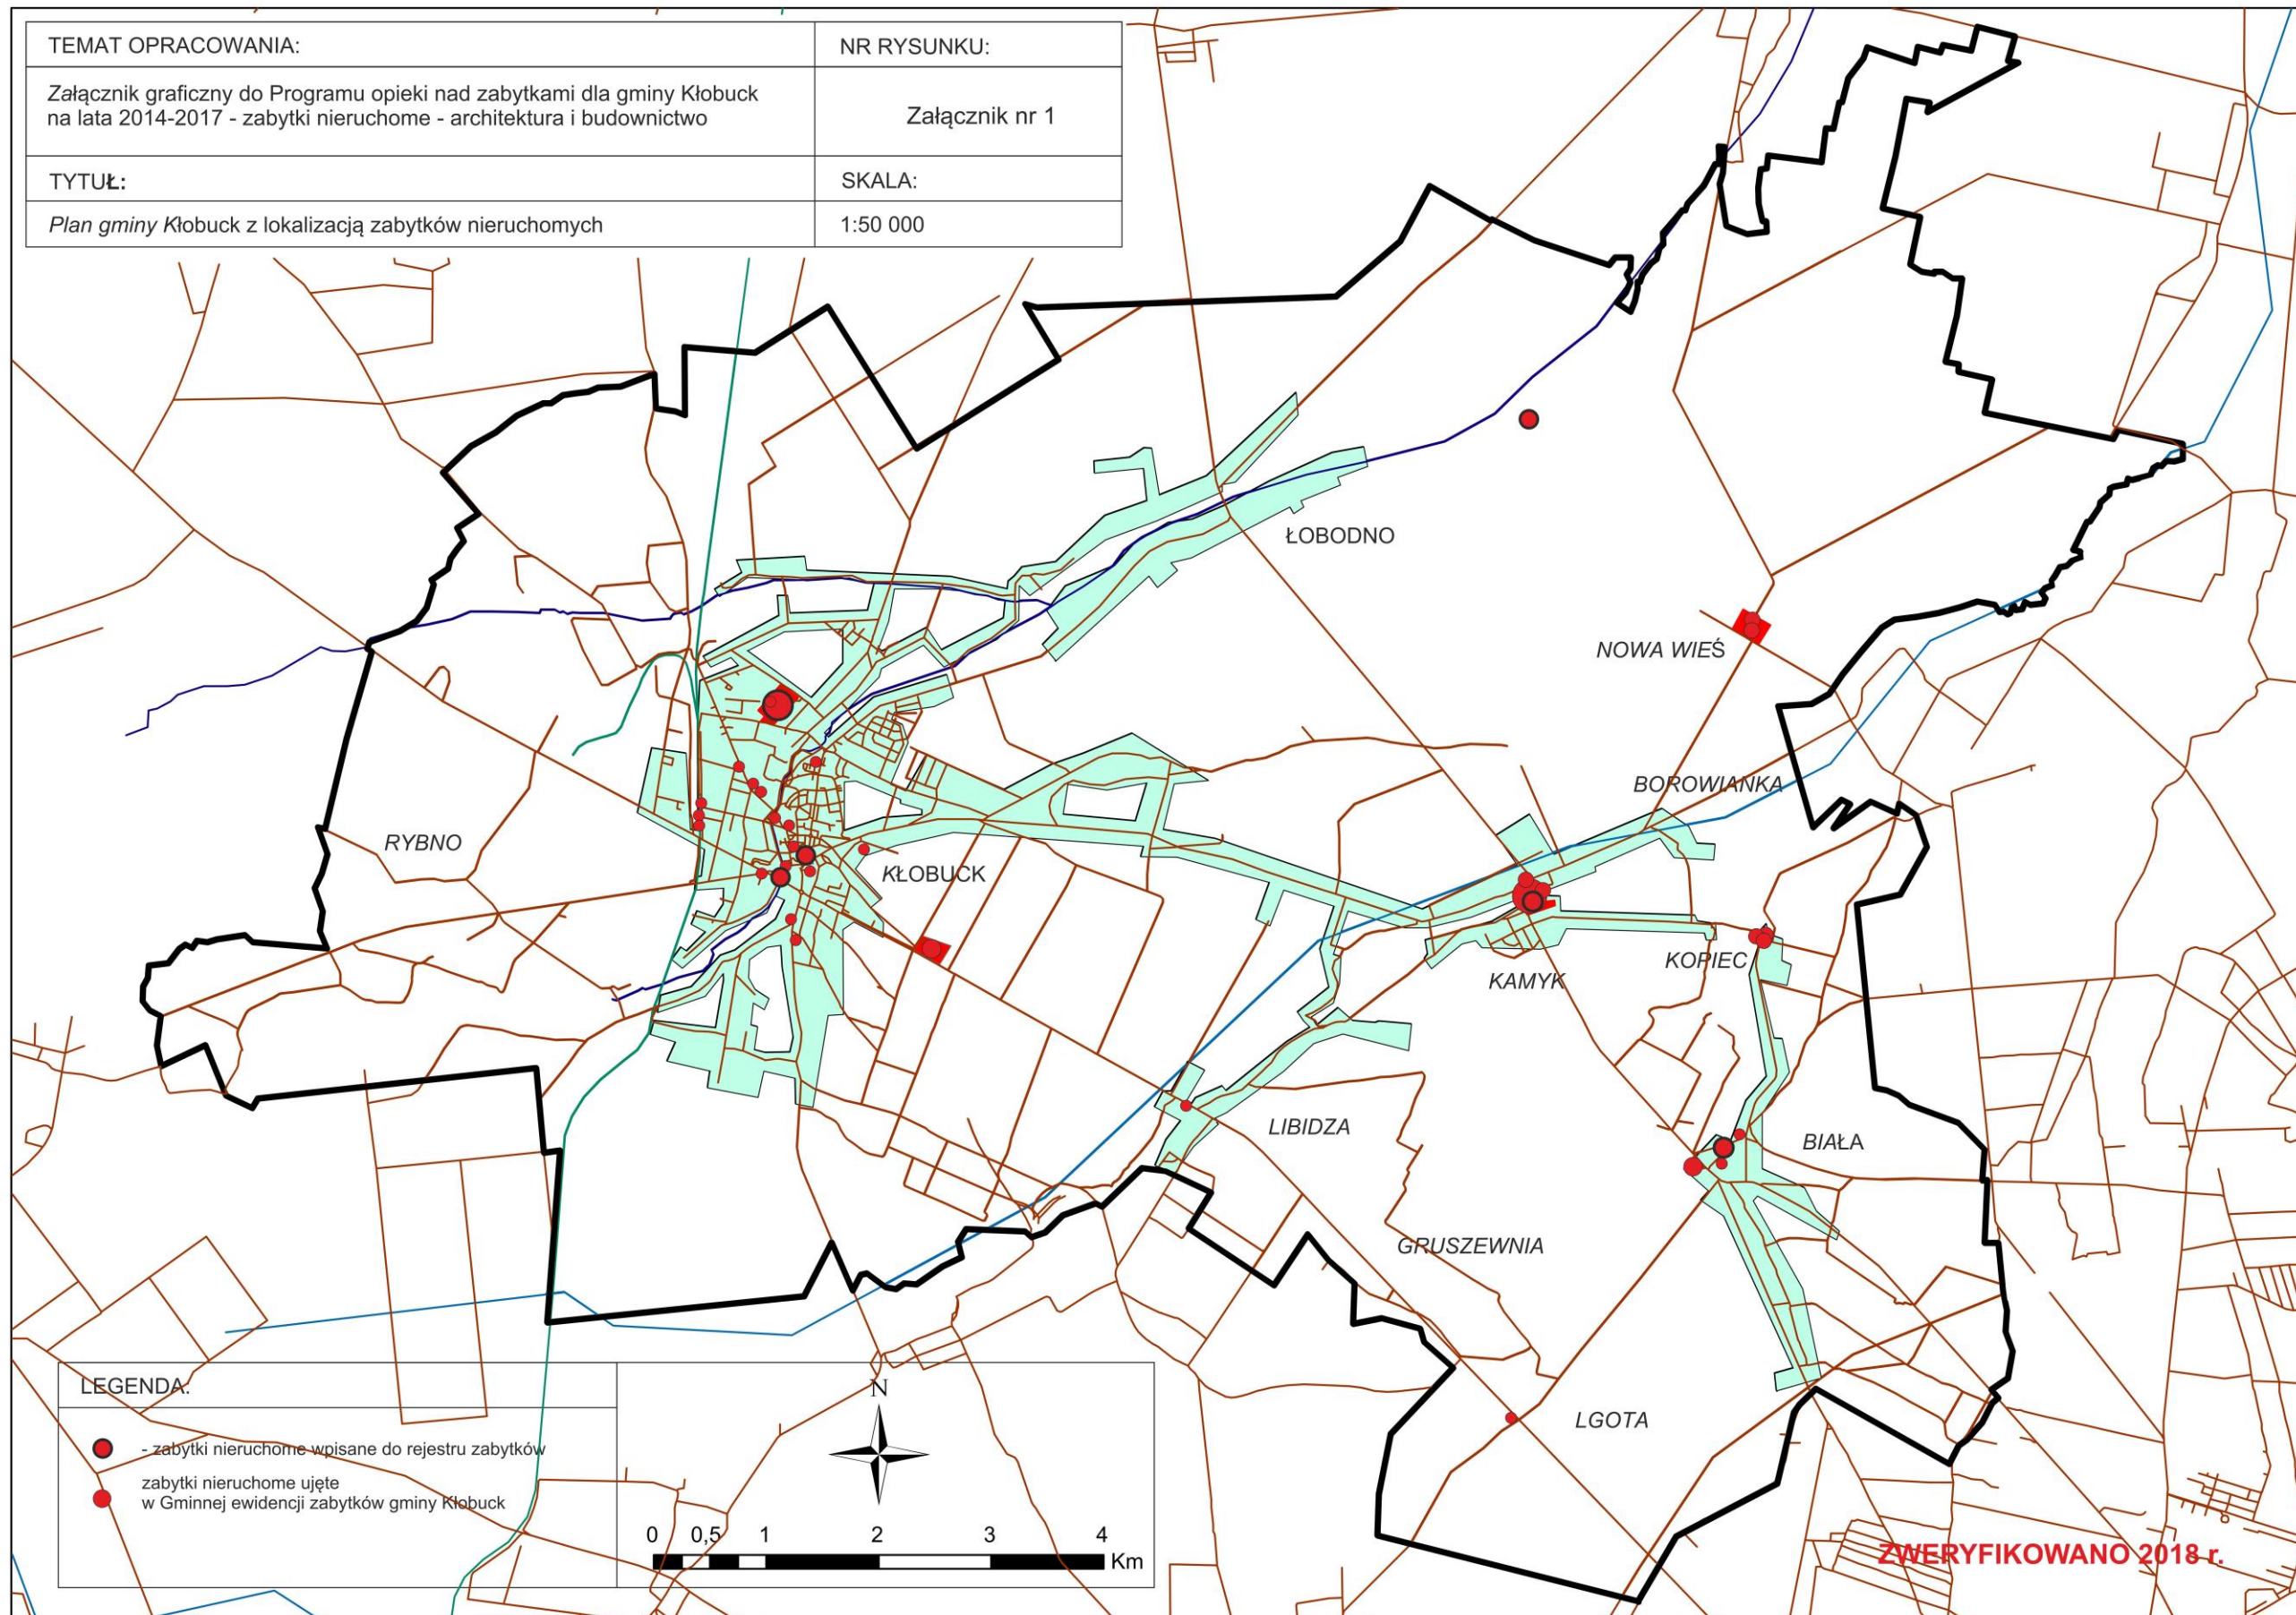 TEMAT OPRACOWANIA:
NR RYSUNKU:
Załącznik graficzny do Programu opieki nad zabytkami dla gminy Kłobuck
na lata 2014-2017 - zabytki nieruchome - architektura i budownictwo
Załącznik nr 1
TYTUŁ:
SKALA:
Plan gminy Kłobuck z lokalizacją zabytków nieruchomych
1:50 000
ŁOBODNO
NOWA WIEŚ
BOROWIANKA
RYBNO
KŁOBUCK
KOPIEC
KAMYK
LIBIDZA
BIAŁA
GRUSZEWNIA
LGOTA
LEGENDA:
- zabytki nieruchome wpisane do rejestru zabytków
zabytki nieruchome ujęte
w Gminnej ewidencji zabytków gminy Kłobuck
N
0 0,5 1 2 3 4
Km
ZWERYFIKOWANO 2018 r.